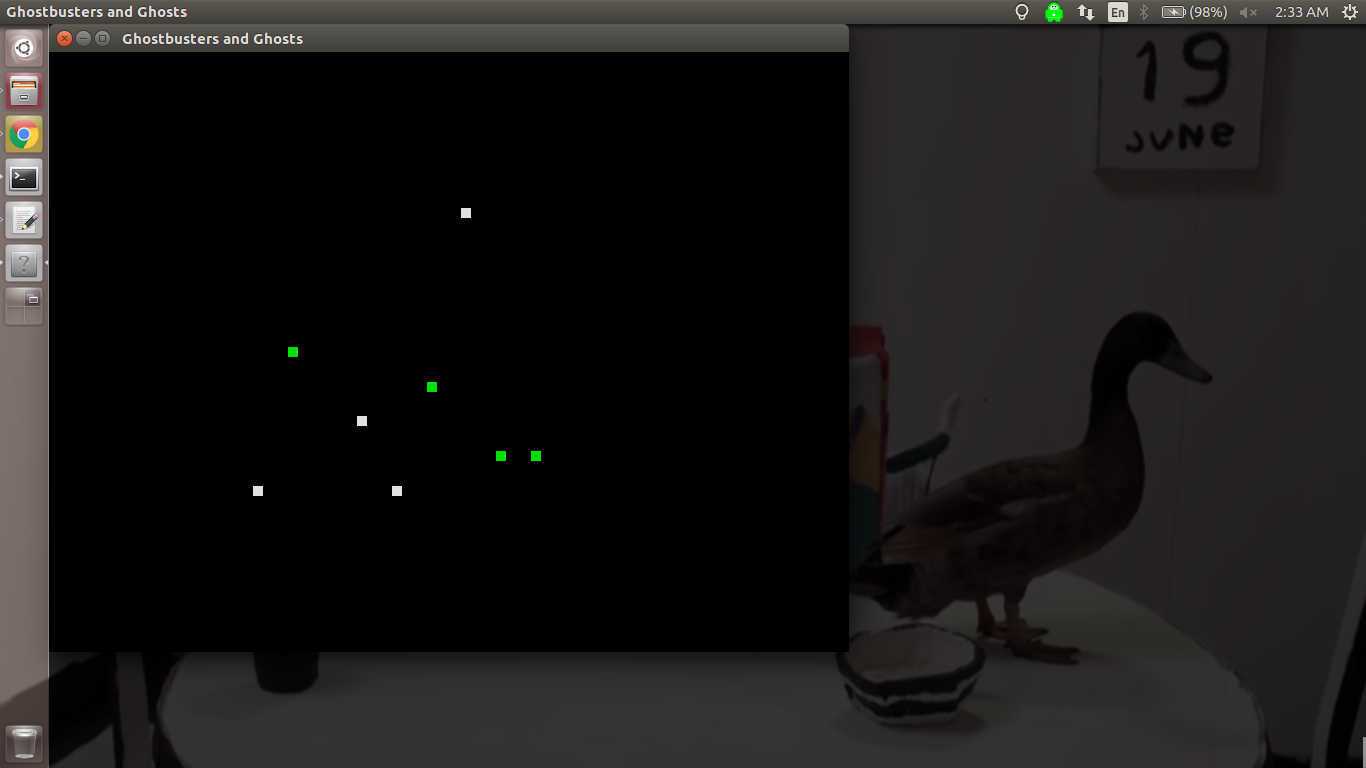 Ghostbusters and Ghosts
En
(98%)
2:33 AM
Ghostbusters and Ghosts
19
JUNE
>_
?